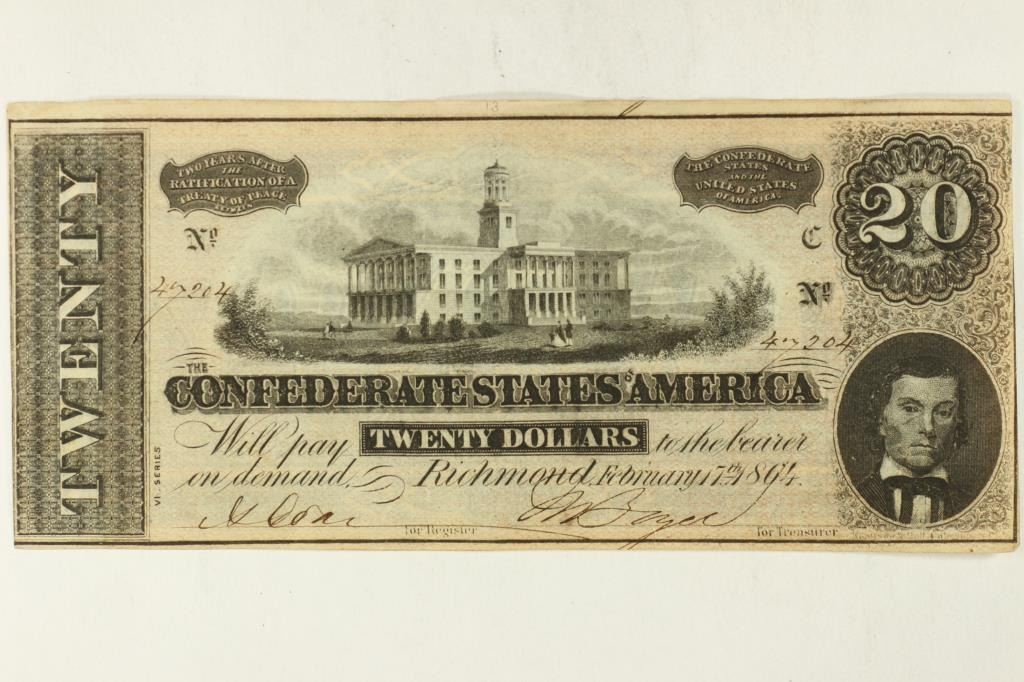 13
TWENTY
TWO YEARS AFTER
THE
RATIFICATION OF A
TREATY OF PEACE
BETWEEN
THE CONFEDERATE
STATES
AND THE
UNITED STATES
OF AMERICA.
20
No
C
No
47204
47204
THE
CONFEDERATE STATES OF AMERICA
Will pay TWENTY DOLLARS to the bearer
on demand, Richmond, February 17th, 1864.
VI. SERIES
for Register
for Treasurer